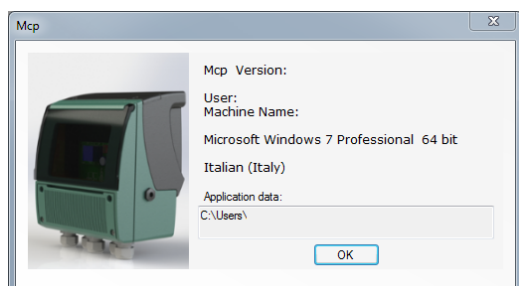 Mcp
Mcp Version:
User:
Machine Name:
Microsoft Windows 7 Professional 64 bit
Italian (Italy)
Application data:
C:\Users\
OK